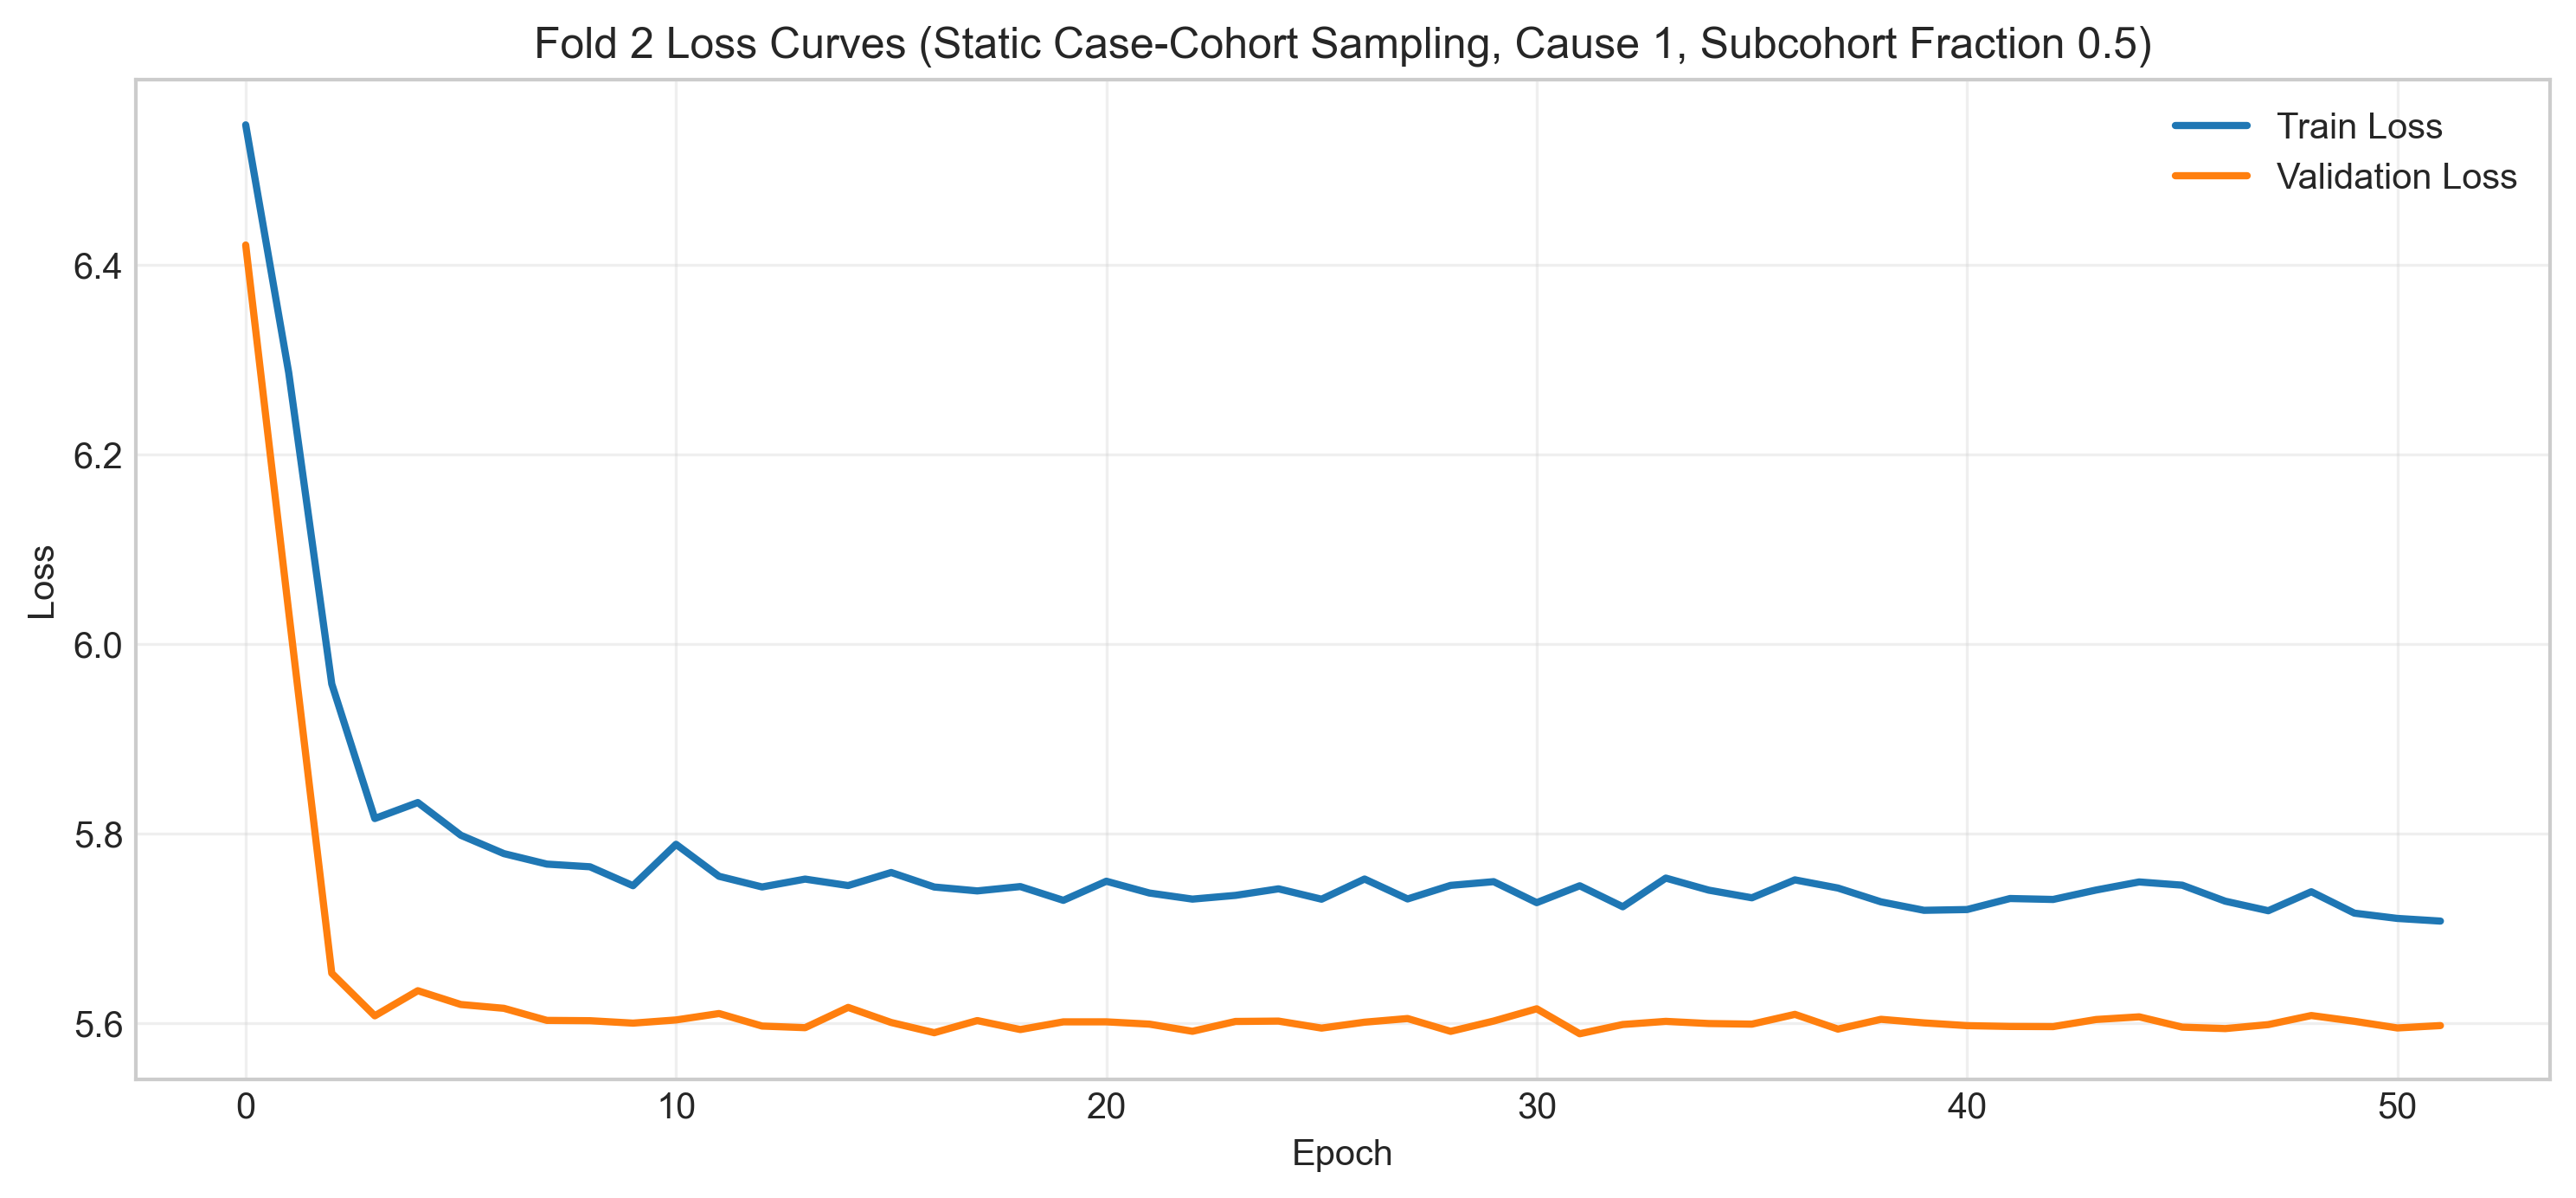 Fold 2 Loss Curves (Static Case-Cohort Sampling, Cause 1, Subcohort Fraction 0.5)
Train Loss
Validation Loss
6.4
6.2
6.0
5.8
5.6
Loss
0 10 20 30 40 50
Epoch